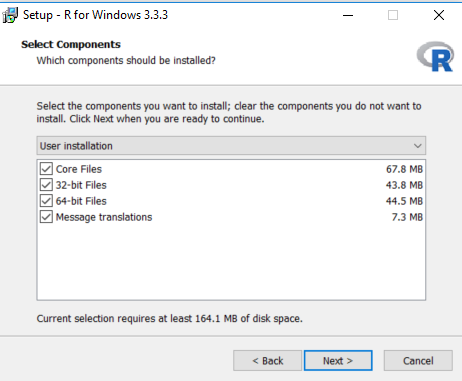 Setup - R for Windows 3.3.3
Select Components
Which components should be installed?
R
Select the components you want to install; clear the components you do not want to
install. Click Next when you are ready to continue.
User installation
Core Files 67.8 MB
32-bit Files 43.8 MB
64-bit Files 44.5 MB
Message translations 7.3 MB
Current selection requires at least 164.1 MB of disk space.
< Back Next > Cancel